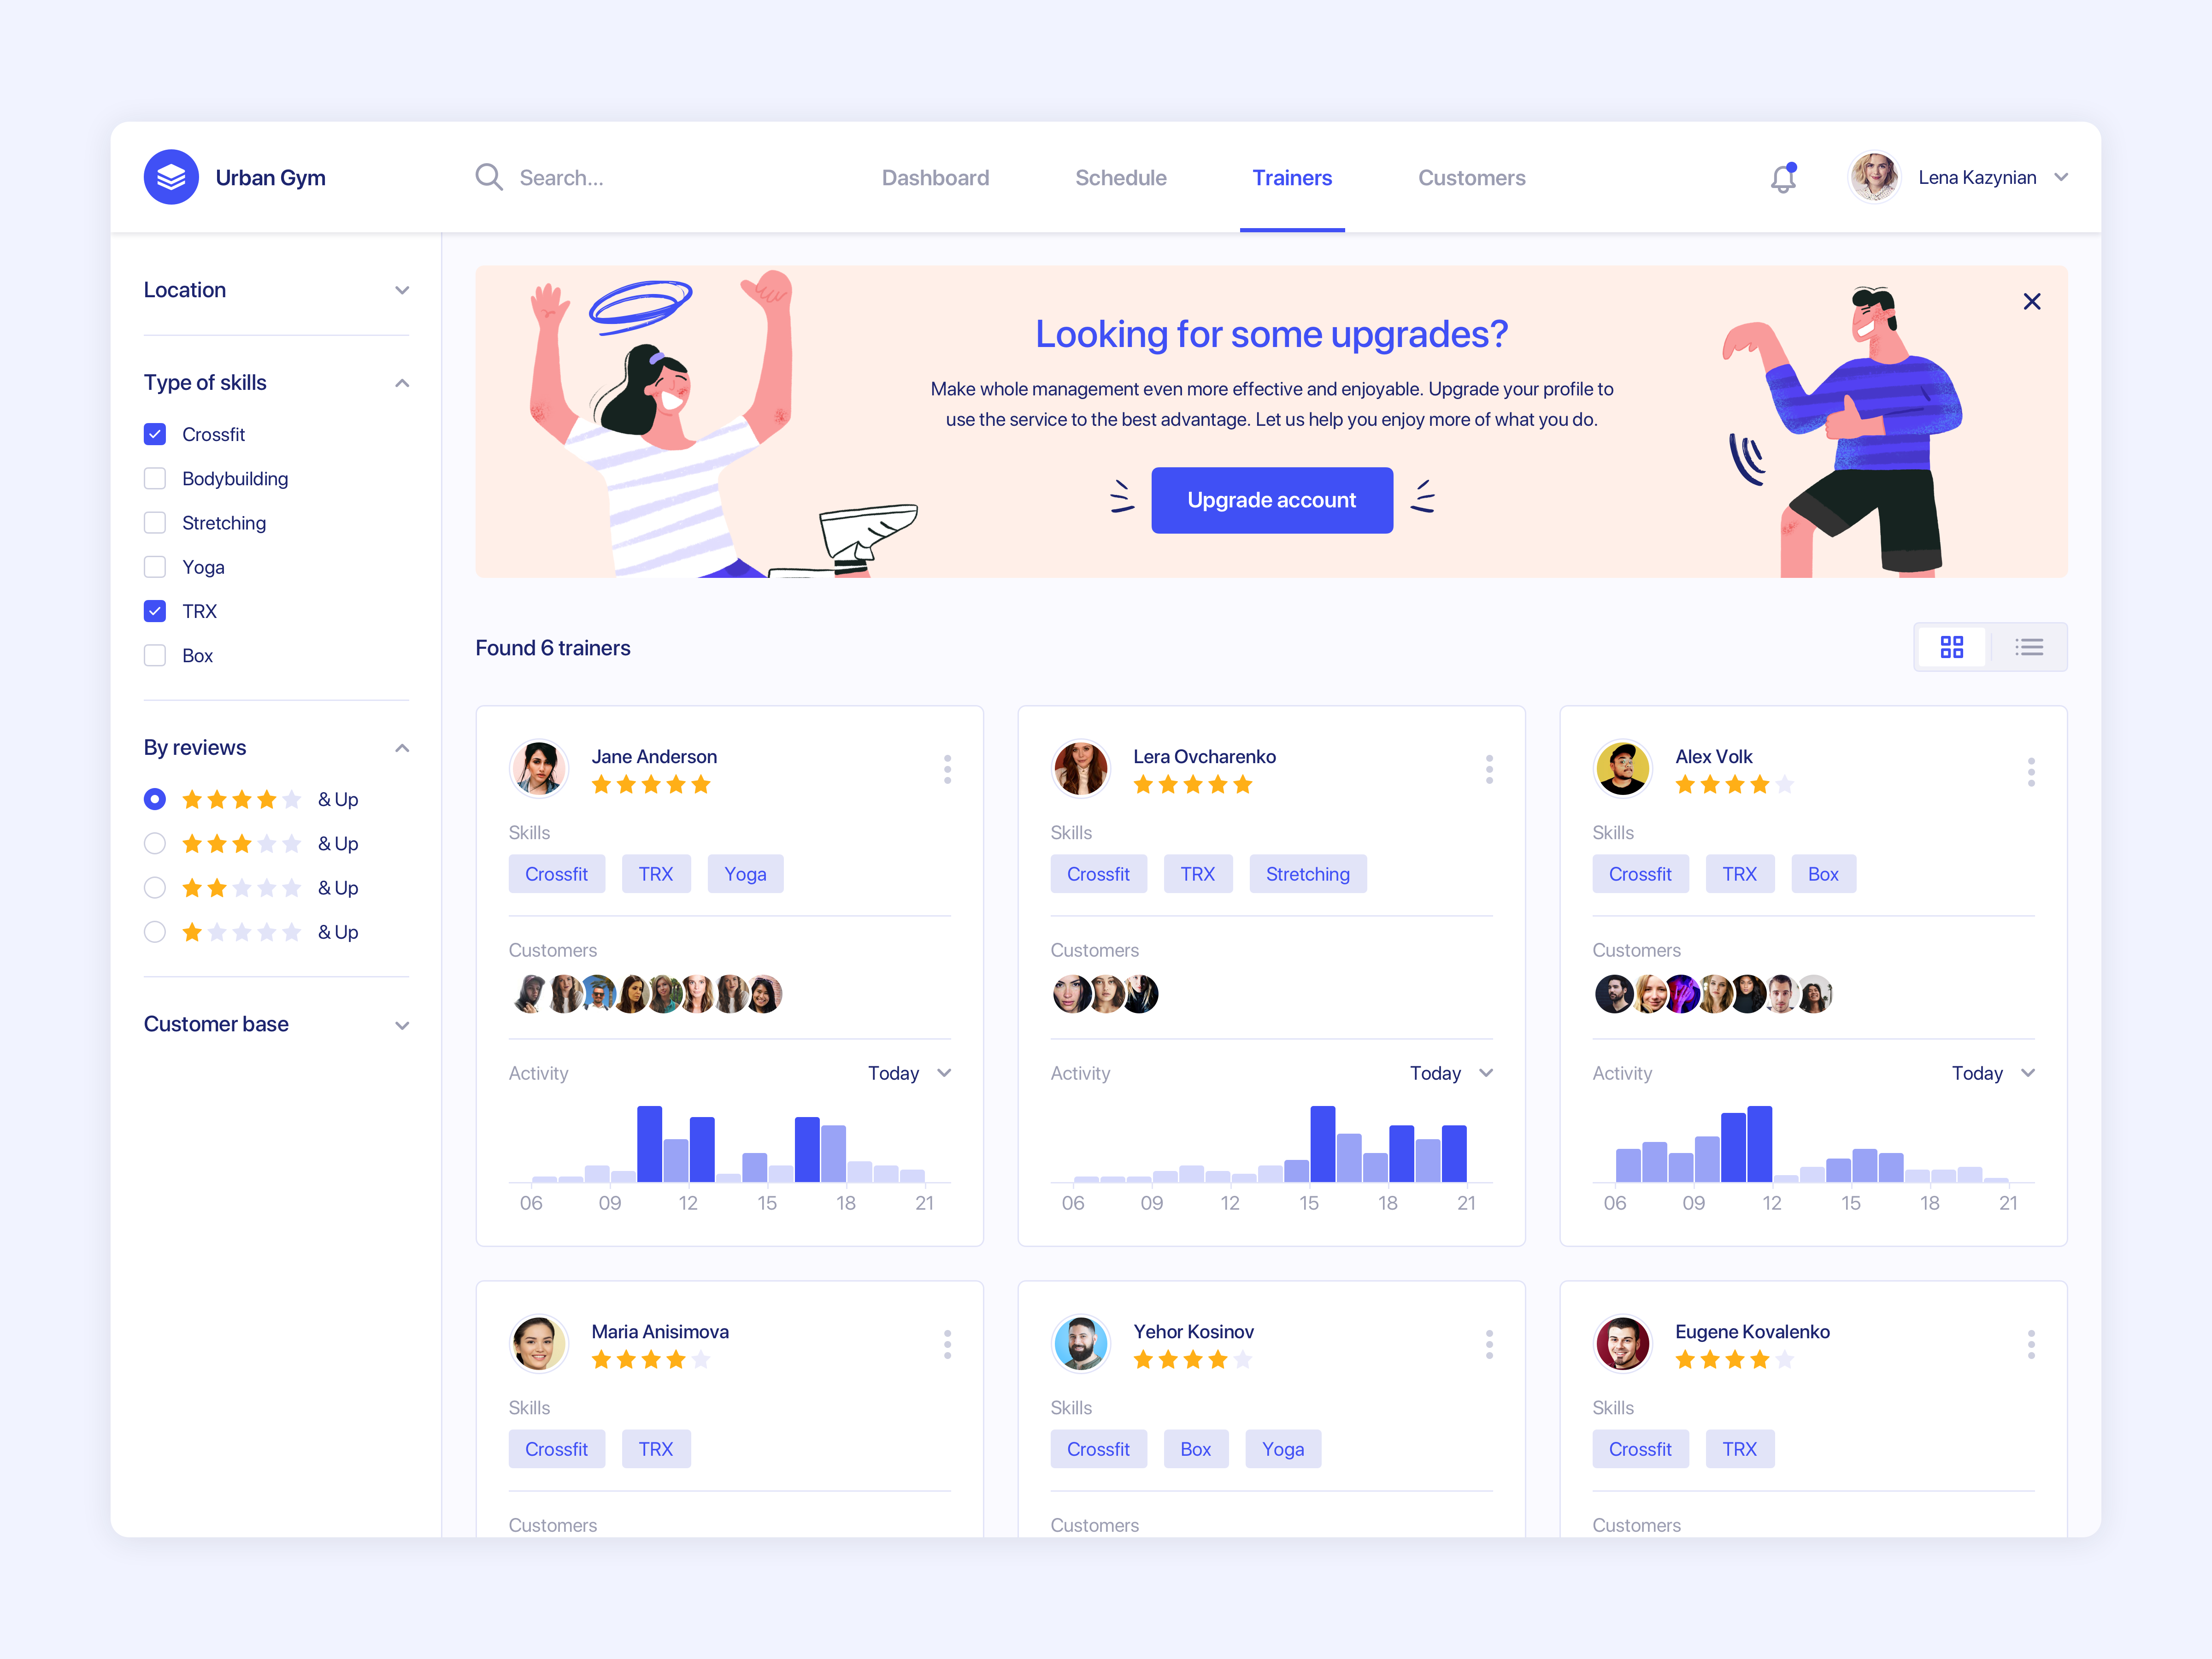 Urban Gym
Search...
Dashboard
Schedule
Trainers
Customers
Lena Kazynian
Location
Type of skills
Crossfit
Bodybuilding
Stretching
Yoga
TRX
Box
By reviews
& Up
& Up
& Up
& Up
Customer base
Looking for some upgrades?
Make whole management even more effective and enjoyable. Upgrade your profile to
use the service to the best advantage. Let us help you enjoy more of what you do.
Upgrade account
Found 6 trainers
Jane Anderson
Skills
Crossfit TRX Yoga
Customers
Activity Today
06 09 12 15 18 21
Lera Ovcharenko
Skills
Crossfit TRX Stretching
Customers
Activity Today
06 09 12 15 18 21
Alex Volk
Skills
Crossfit TRX Box
Customers
Activity Today
06 09 12 15 18 21
Maria Anisimova
Skills
Crossfit TRX
Customers
Yehor Kosinov
Skills
Crossfit Box Yoga
Customers
Eugene Kovalenko
Skills
Crossfit TRX
Customers